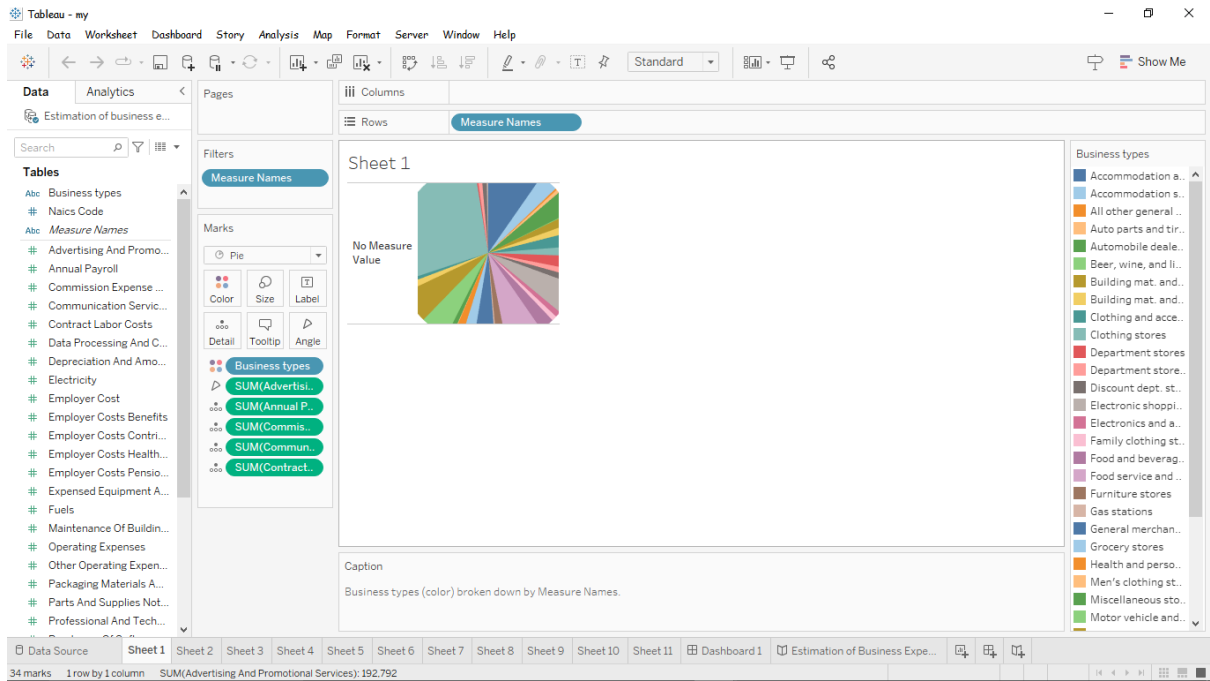 Tableau - my
File Data Worksheet Dashboard Story Analysis Map Format Server Window Help
Standard
Show Me
Data Analytics
Pages
Columns
Estimation of business e...
Rows Measure Names
Search
Filters
Measure Names
Tables
Abc Business types
# Naics Code
Abc Measure Names
# Advertising And Promo...
# Annual Payroll
# Commission Expense ...
# Communication Servic...
# Contract Labor Costs
# Data Processing And C...
# Depreciation And Amo...
# Electricity
# Employer Cost
# Employer Costs Benefits
# Employer Costs Contri...
# Employer Costs Health...
# Employer Costs Pensio...
# Expensed Equipment A...
# Fuels
# Maintenance Of Buildin...
# Operating Expenses
# Other Operating Expen...
# Packaging Materials A...
# Parts And Supplies Not...
# Professional And Tech...
Marks
Pie
Color Size Label
Detail Tooltip Angle
Business types
SUM(Advertisi..
SUM(Annual P..
SUM(Commis..
SUM(Commun..
SUM(Contract..
Sheet 1
No Measure
Value
Caption
Business types (color) broken down by Measure Names.
Business types
Accommodation a..
Accommodation s..
All other general ..
Auto parts and tir..
Automobile deale..
Beer, wine, and li..
Building mat. and..
Building mat. and..
Clothing and acce..
Clothing stores
Department stores
Department store..
Discount dept. st..
Electronic shoppi..
Electronics and a..
Family clothing st..
Food and beverag..
Food service and ..
Furniture stores
Gas stations
General merchan..
Grocery stores
Health and perso..
Men's clothing st..
Miscellaneous sto..
Motor vehicle and..
Data Source Sheet 1 Sheet 2 Sheet 3 Sheet 4 Sheet 5 Sheet 6 Sheet 7 Sheet 8 Sheet 9 Sheet 10 Sheet 11 Dashboard 1 Estimation of Business Expe...
34 marks 1 row by 1 column SUM(Advertising And Promotional Services): 192,792